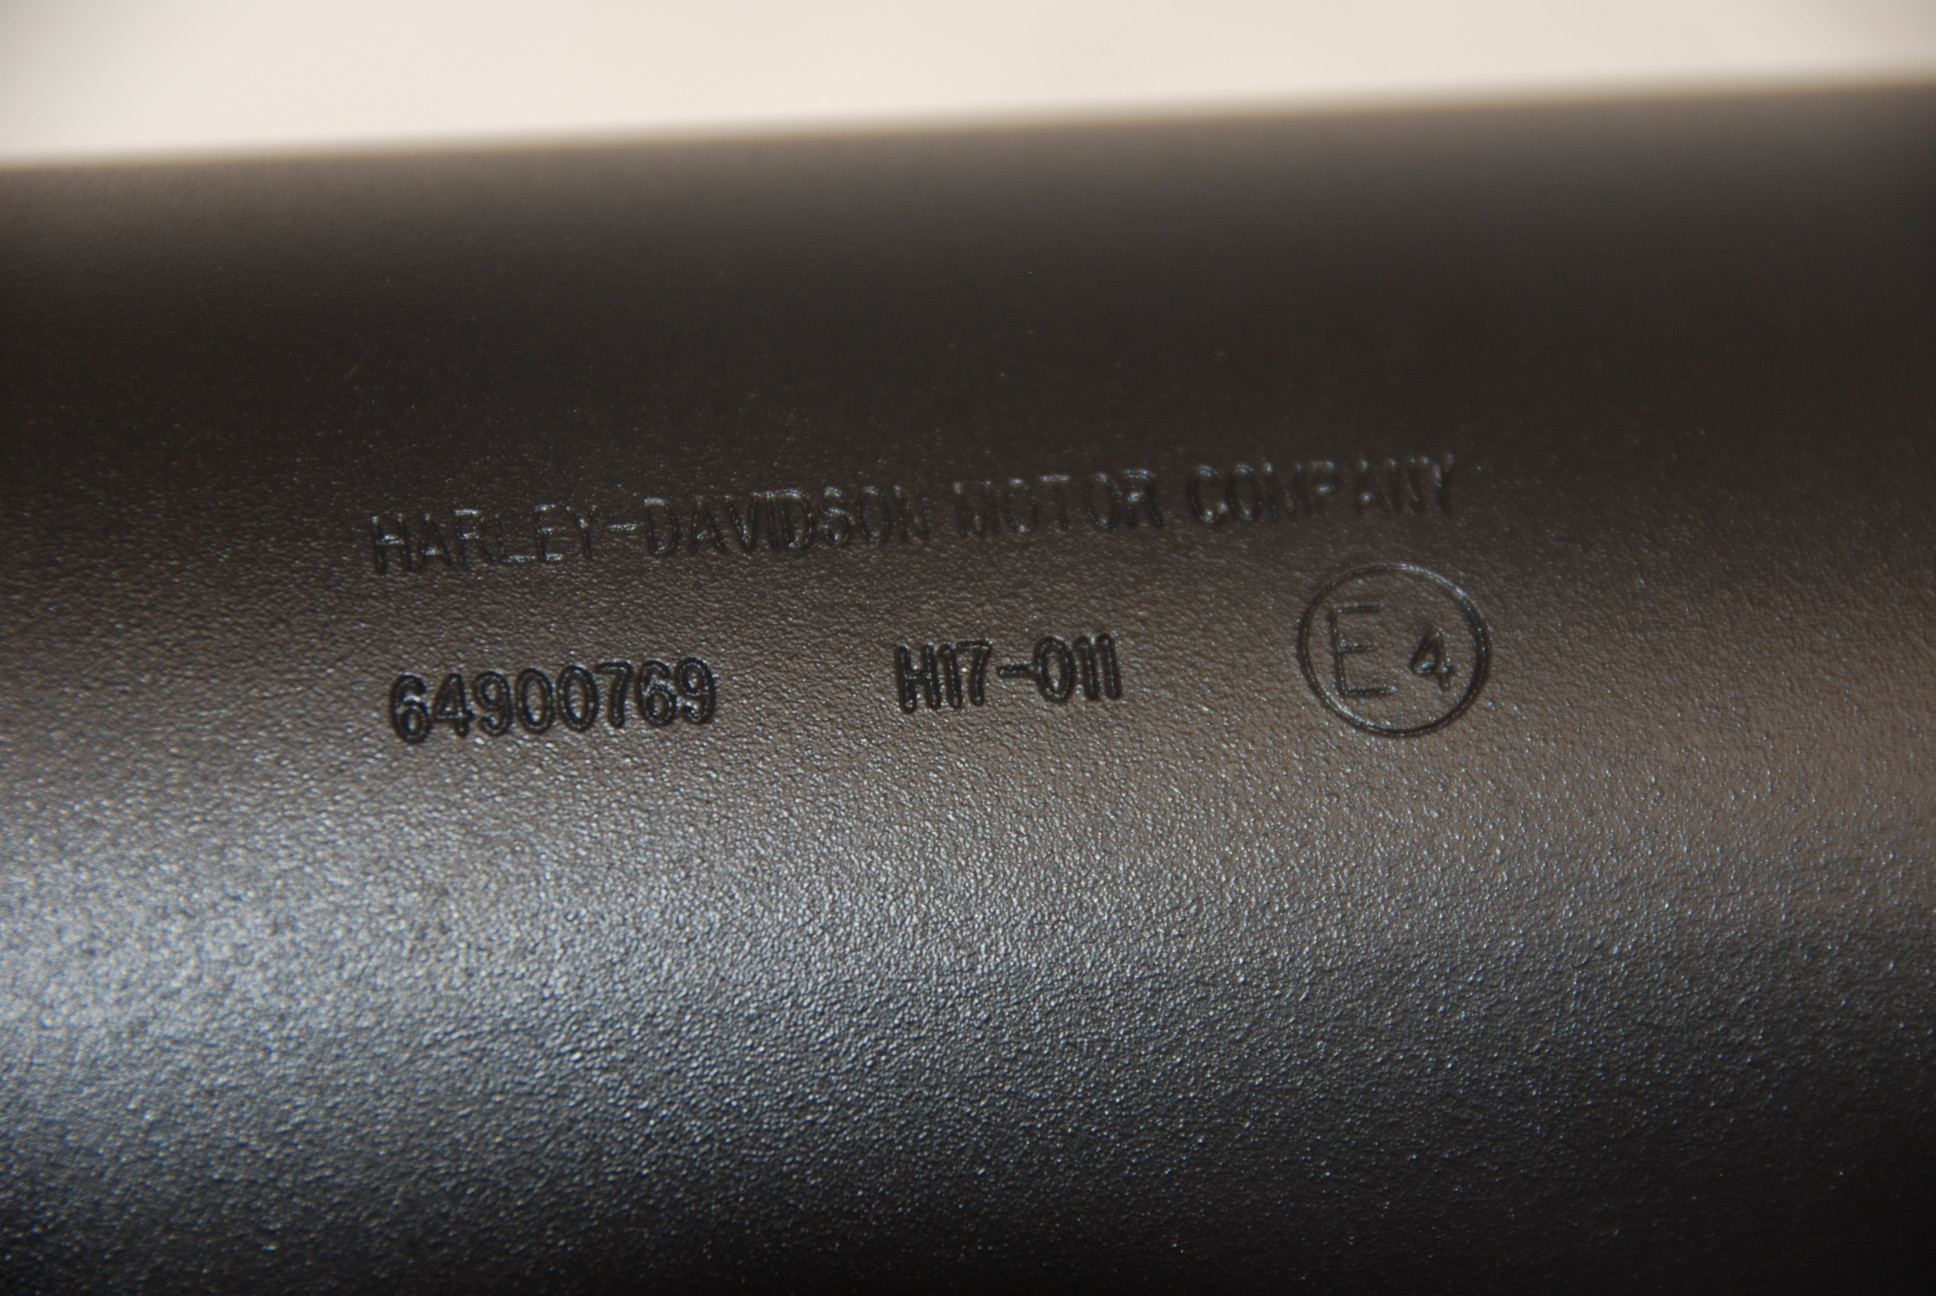 HARLEY-DAVIDSON MOTOR COMPANY
64900769 H17-011 E4